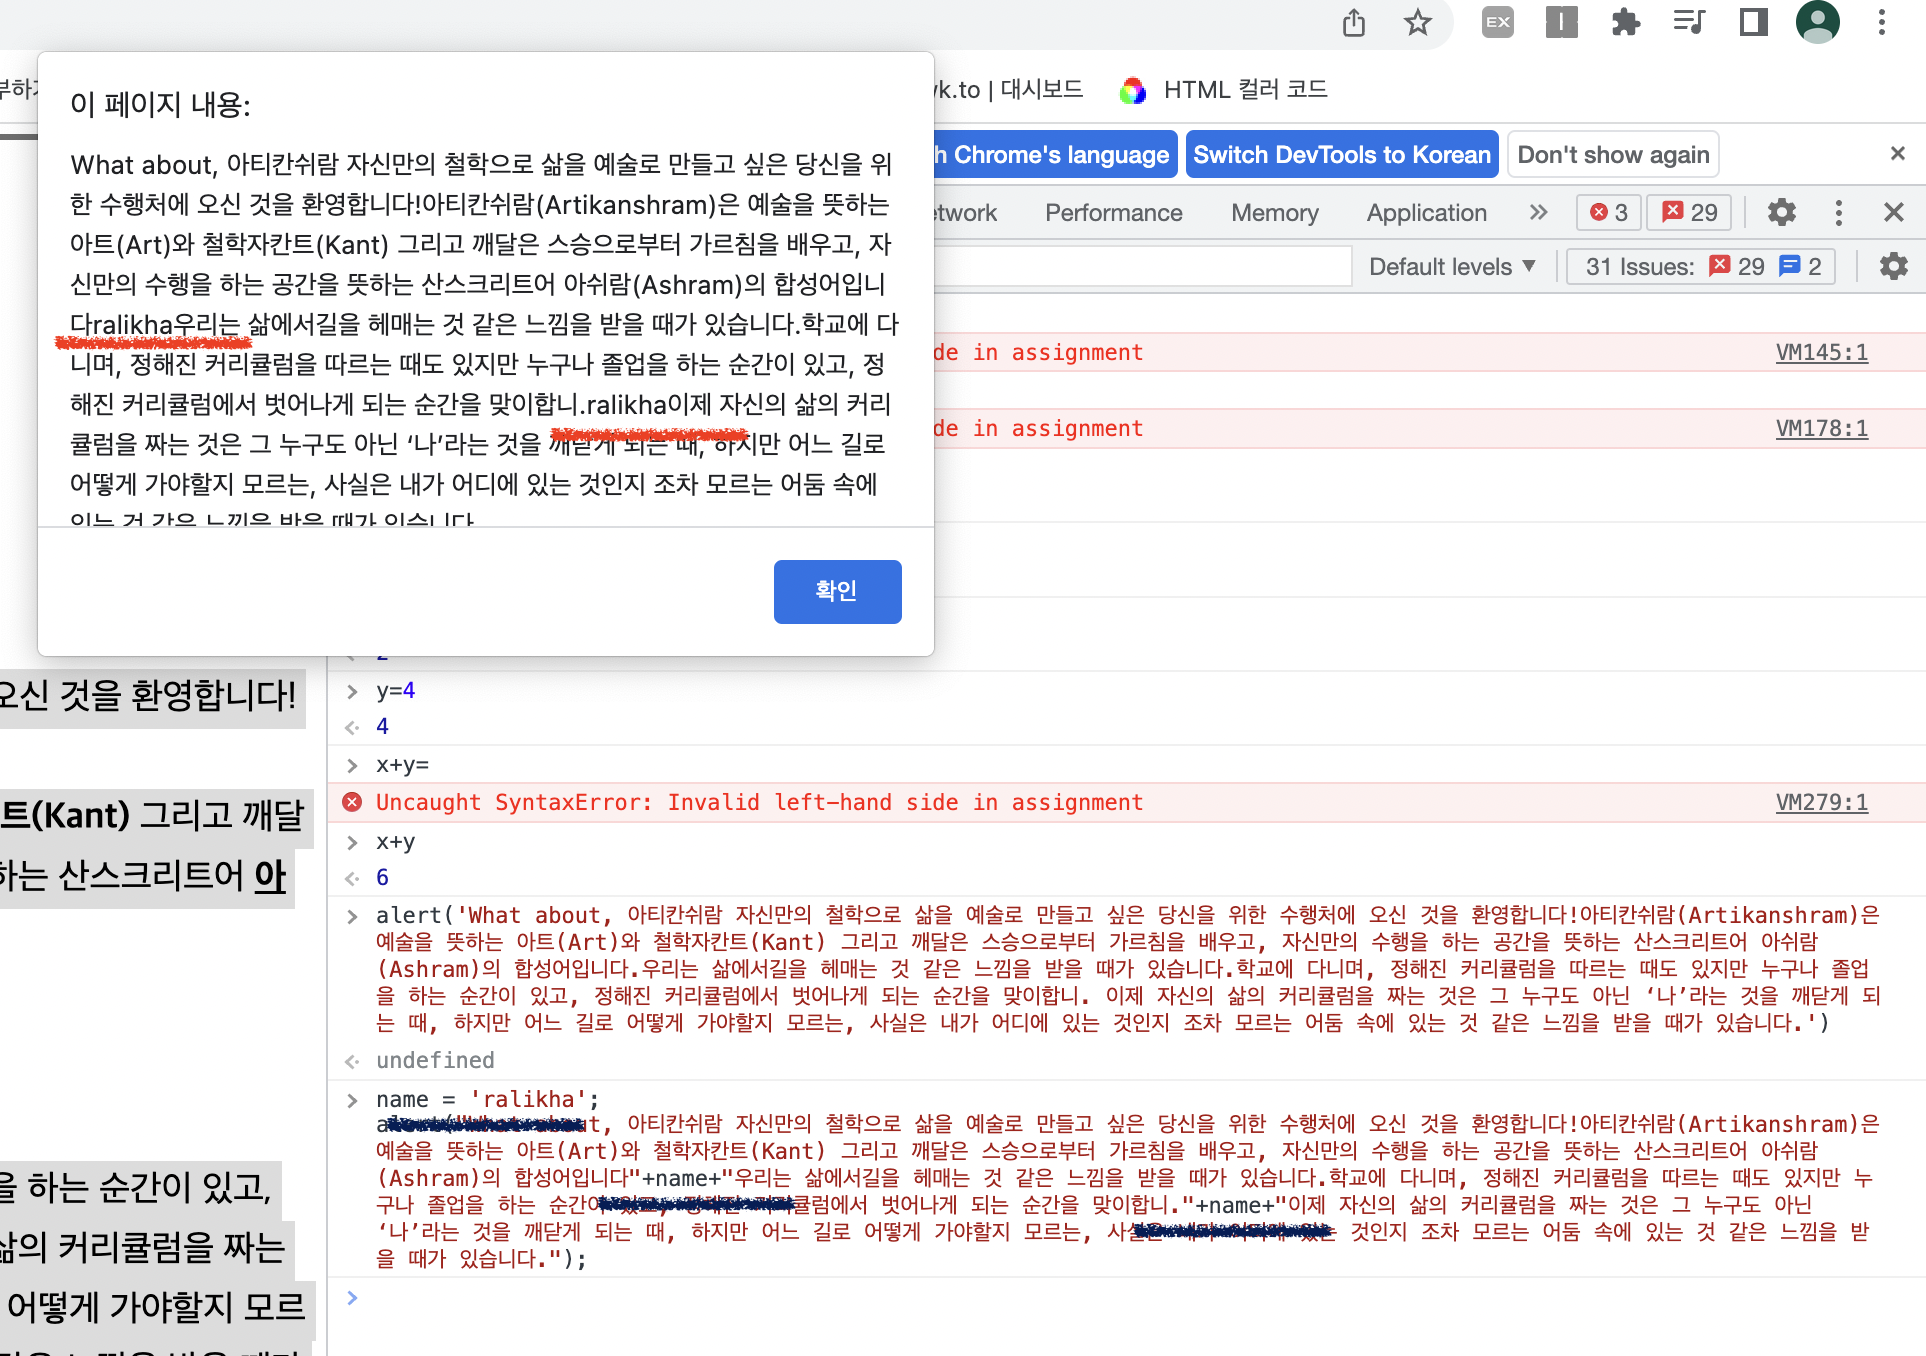 EX
부하기
vk.to | 대시보드
HTML 컬러 코드
이 페이지 내용:
What about, 아티칸쉬람 자신만의 철학으로 삶을 예술로 만들고 싶은 당신을 위
한 수행처에 오신 것을 환영합니다!아티칸쉬람(Artikanshram)은 예술을 뜻하는
아트(Art)와 철학자칸트(Kant) 그리고 깨달은 스승으로부터 가르침을 배우고, 자
신만의 수행을 하는 공간을 뜻하는 산스크리트어 아쉬람(Ashram)의 합성어입니
다ralikha우리는 삶에서길을 헤매는 것 같은 느낌을 받을 때가 있습니다.학교에 다
니며, 정해진 커리큘럼을 따르는 때도 있지만 누구나 졸업을 하는 순간이 있고, 정
해진 커리큘럼에서 벗어나게 되는 순간을 맞이합니.ralikha이제 자신의 삶의 커리
큘럼을 짜는 것은 그 누구도 아닌 ‘나’라는 것을 깨닫게 되는 때, 하지만 어느 길로
어떻게 가야할지 모르는, 사실은 내가 어디에 있는 것인지 조차 모르는 어둠 속에
있는 것 같은 느낌을 받을 때가 있습니다
확인
h Chrome's language
Switch DevTools to Korean
Don't show again
etwork
Performance
Memory
Application
3
29
Default levels
31 Issues: 29 2
de in assignment
VM145:1
de in assignment
VM178:1
2
y=4
4
x+y=
Uncaught SyntaxError: Invalid left-hand side in assignment
VM279:1
x+y
6
alert('What about, 아티칸쉬람 자신만의 철학으로 삶을 예술로 만들고 싶은 당신을 위한 수행처에 오신 것을 환영합니다!아티칸쉬람(Artikanshram)은
예술을 뜻하는 아트(Art)와 철학자칸트(Kant) 그리고 깨달은 스승으로부터 가르침을 배우고, 자신만의 수행을 하는 공간을 뜻하는 산스크리트어 아쉬람
(Ashram)의 합성어입니다.우리는 삶에서길을 헤매는 것 같은 느낌을 받을 때가 있습니다.학교에 다니며, 정해진 커리큘럼을 따르는 때도 있지만 누구나 졸업
을 하는 순간이 있고, 정해진 커리큘럼에서 벗어나게 되는 순간을 맞이합니. 이제 자신의 삶의 커리큘럼을 짜는 것은 그 누구도 아닌 ‘나’라는 것을 깨닫게 되
는 때, 하지만 어느 길로 어떻게 가야할지 모르는, 사실은 내가 어디에 있는 것인지 조차 모르는 어둠 속에 있는 것 같은 느낌을 받을 때가 있습니다.')
undefined
name = 'ralikha';
아티칸쉬람 자신만의 철학으로 삶을 예술로 만들고 싶은 당신을 위한 수행처에 오신 것을 환영합니다!아티칸쉬람(Artikanshram)은
예술을 뜻하는 아트(Art)와 철학자칸트(Kant) 그리고 깨달은 스승으로부터 가르침을 배우고, 자신만의 수행을 하는 공간을 뜻하는 산스크리트어 아쉬람
(Ashram)의 합성어입니다"+name+"우리는 삶에서길을 헤매는 것 같은 느낌을 받을 때가 있습니다.학교에 다니며, 정해진 커리큘럼을 따르는 때도 있지만 누
구나 졸업을 하는 순간이 큘럼에서 벗어나게 되는 순간을 맞이합니."+name+"이제 자신의 삶의 커리큘럼을 짜는 것은 그 누구도 아닌
‘나’라는 것을 깨닫게 되는 때, 하지만 어느 길로 어떻게 가야할지 모르는, 것인지 조차 모르는 어둠 속에 있는 것 같은 느낌을 받
을 때가 있습니다.");
오신 것을 환영합니다!
트(Kant) 그리고 깨달
하는 산스크리트어 아
을 하는 순간이 있고,
삶의 커리큘럼을 짜는
어떻게 가야할지 모르